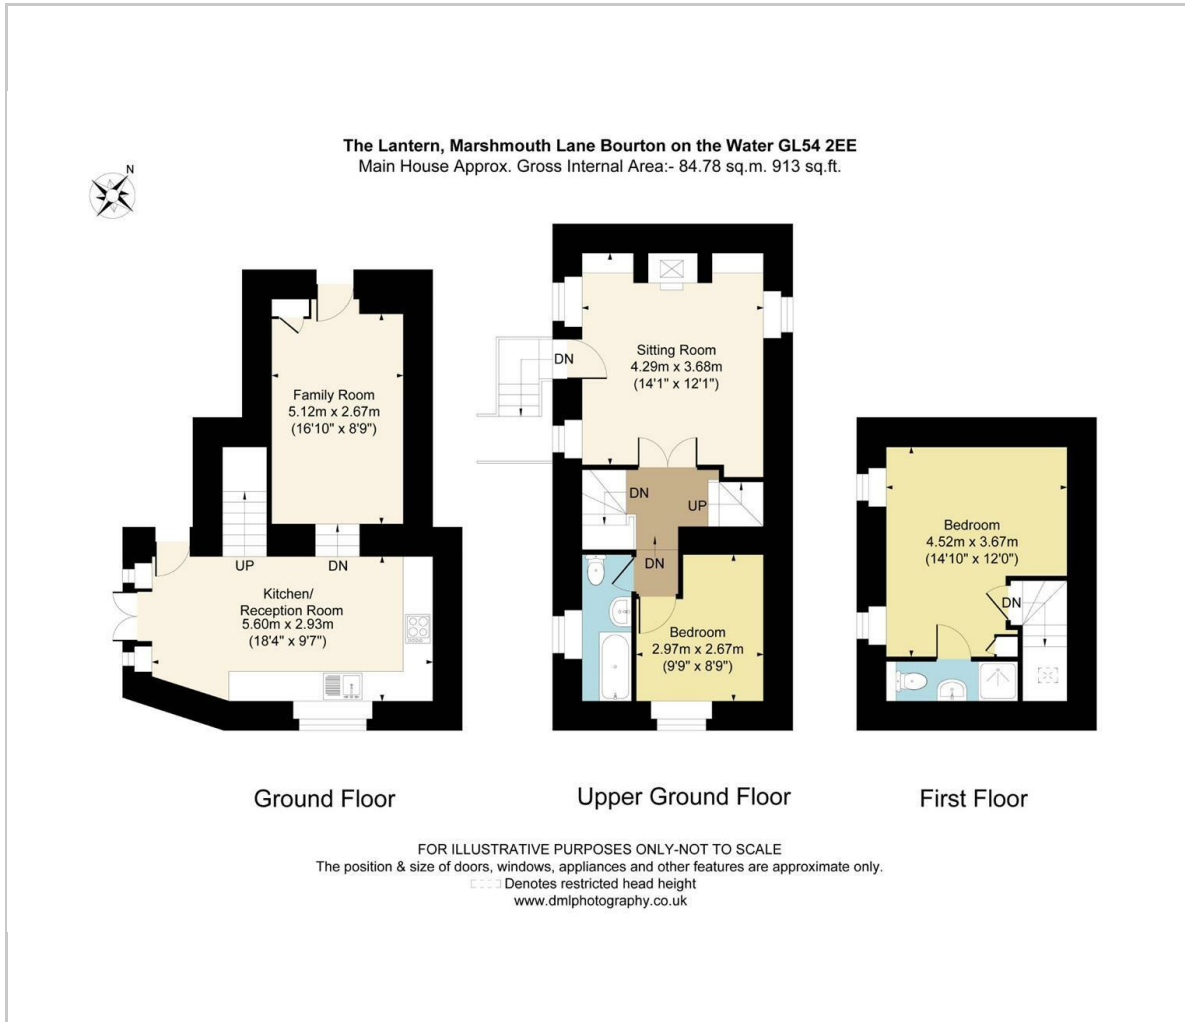 The Lantern, Marshmouth Lane Bourton on the Water GL54 2EE
Main House Approx. Gross Internal Area:- 84.78 sq.m. 913 sq.ft.
N
Family Room
5.12m x 2.67m
(16'10" x 8'9")
UP
DN
Kitchen/
Reception Room
5.60m x 2.93m
(18'4" x 9'7")
Ground Floor
DN
Sitting Room
4.29m x 3.68m
(14'1" x 12'1")
DN
UP
DN
Bedroom
2.97m x 2.67m
(9'9" x 8'9")
Upper Ground Floor
Bedroom
4.52m x 3.67m
(14'10" x 12'0")
DN
First Floor
FOR ILLUSTRATIVE PURPOSES ONLY-NOT TO SCALE
The position & size of doors, windows, appliances and other features are approximate only.
Denotes restricted head height
www.dmlphotography.co.uk